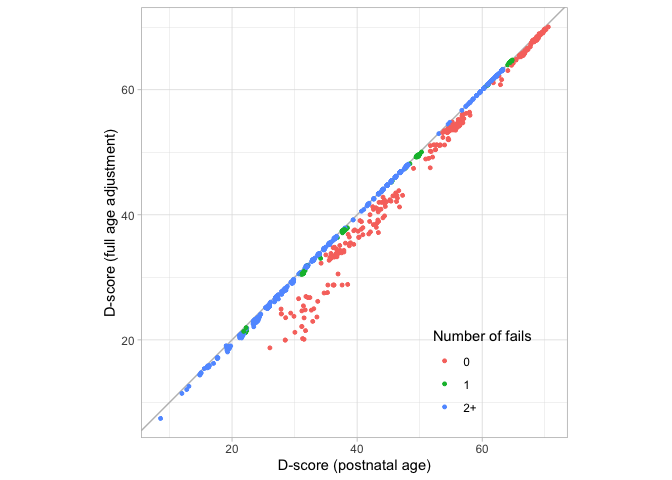 D-score (full age adjustment)
60
40
20
Number of fails
0
1
2+
20 40 60
D-score (postnatal age)